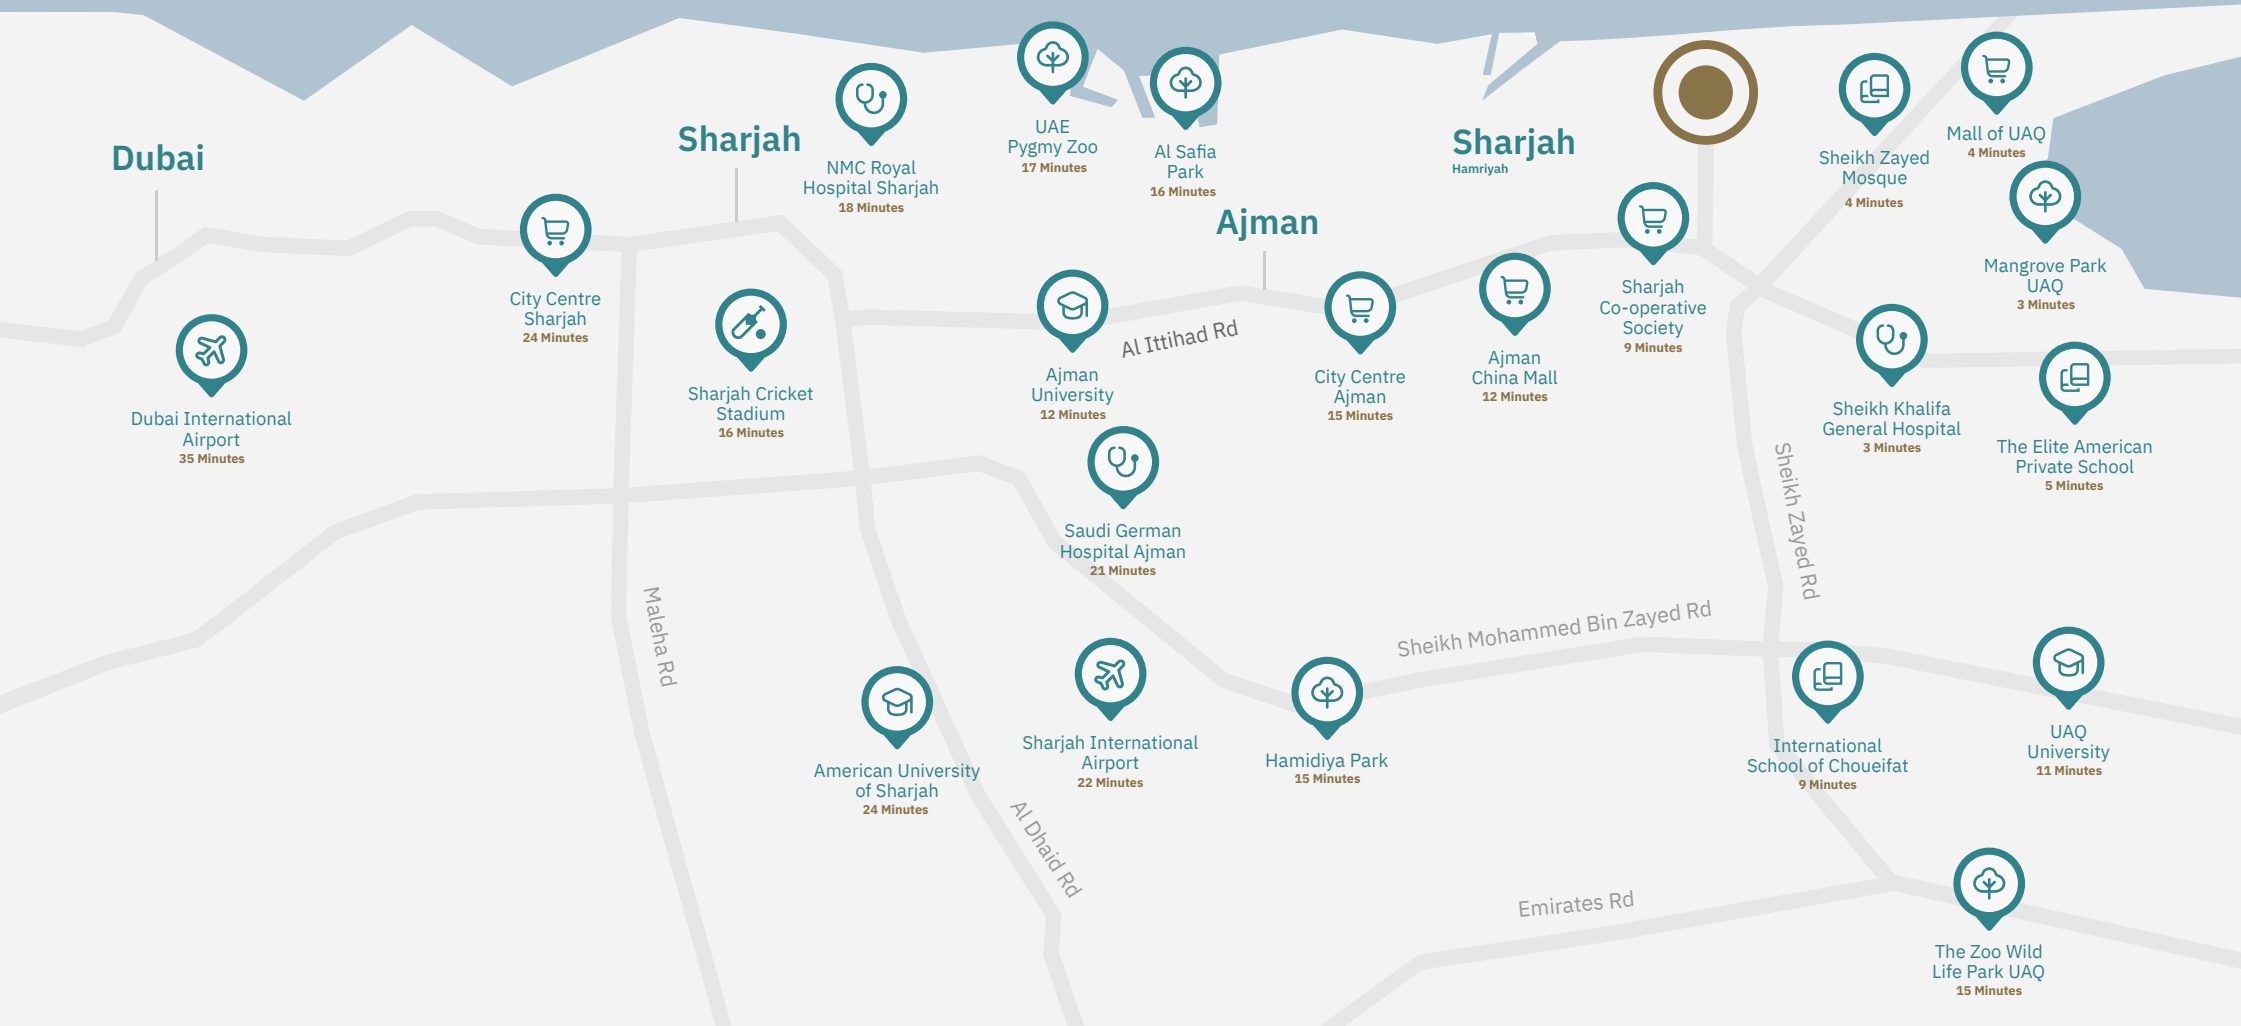 Dubai
Sharjah
NMC Royal
Hospital Sharjah
18 Minutes
UAE
Pygmy Zoo
17 Minutes
Al Safia
Park
16 Minutes
Sharjah
Hamriyah
Sheikh Zayed
Mosque
4 Minutes
Mall of UAQ
4 Minutes
Ajman
Mangrove Park
UAQ
3 Minutes
City Centre
Sharjah
24 Minutes
Sharjah
Co-operative
Society
9 Minutes
Al Ittihad Rd
Dubai International
Airport
35 Minutes
Sharjah Cricket
Stadium
16 Minutes
Ajman
University
12 Minutes
City Centre
Ajman
15 Minutes
Ajman
China Mall
12 Minutes
Sheikh Khalifa
General Hospital
3 Minutes
The Elite American
Private School
5 Minutes
Sheikh Zayed Rd
Saudi German
Hospital Ajman
21 Minutes
Maleha Rd
Sheikh Mohammed Bin Zayed Rd
American University
of Sharjah
24 Minutes
Sharjah International
Airport
22 Minutes
Hamidiya Park
15 Minutes
International
School of Choueifat
9 Minutes
UAQ
University
11 Minutes
Al Dhaid Rd
Emirates Rd
The Zoo Wild
Life Park UAQ
15 Minutes